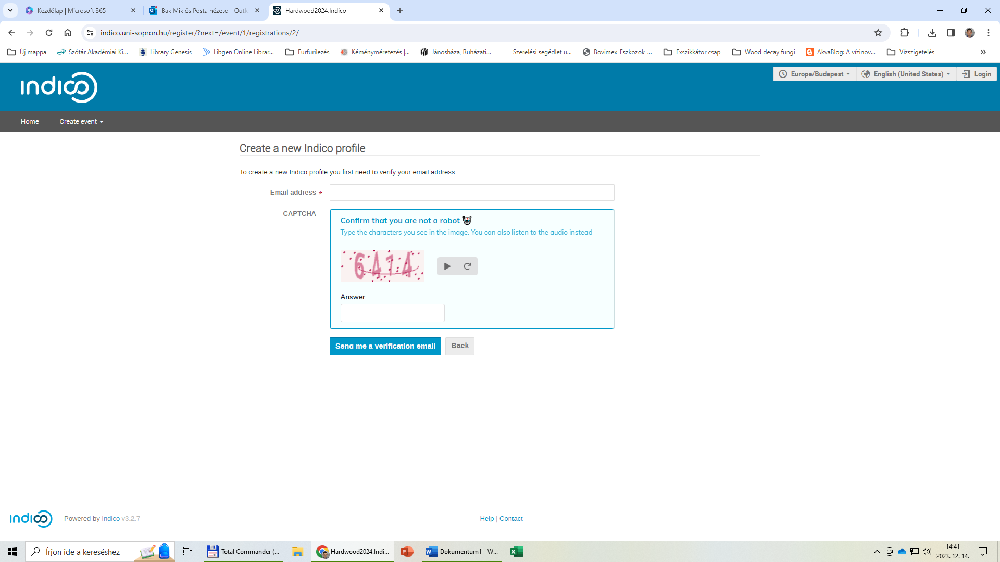 Kezdőlap | Microsoft 365
Bak Miklós Posta nézete – Outlo
Hardwood2024.Indico
indico.uni-sopron.hu/register/?next=/event/1/registrations/2/
Új mappa
Szótár Akadémiai Ki...
Library Genesis
Libgen Online Librar...
Furfurilezés
Kéményméretezés |...
Jánosháza, Ruházati...
Szerelési segédlet ü...
Bovimex_Eszkozok_...
Exszikkátor csap
Wood decay fungi
AkvaBlog: A vízinöv...
Vízszigetelés
indico
Europe/Budapest
English (United States)
Login
Home
Create event
Create a new Indico profile
To create a new Indico profile you first need to verify your email address.
Email address *
CAPTCHA
Confirm that you are not a robot
Type the characters you see in the image. You can also listen to the audio instead
Answer
Send me a verification email
Back
indico
Powered by Indico v3.2.7
Help | Contact
Írjon ide a kereséshez
Total Commander (...
Hardwood2024.Indi...
Dokumentum1 - W...
14:41
2023. 12. 14.